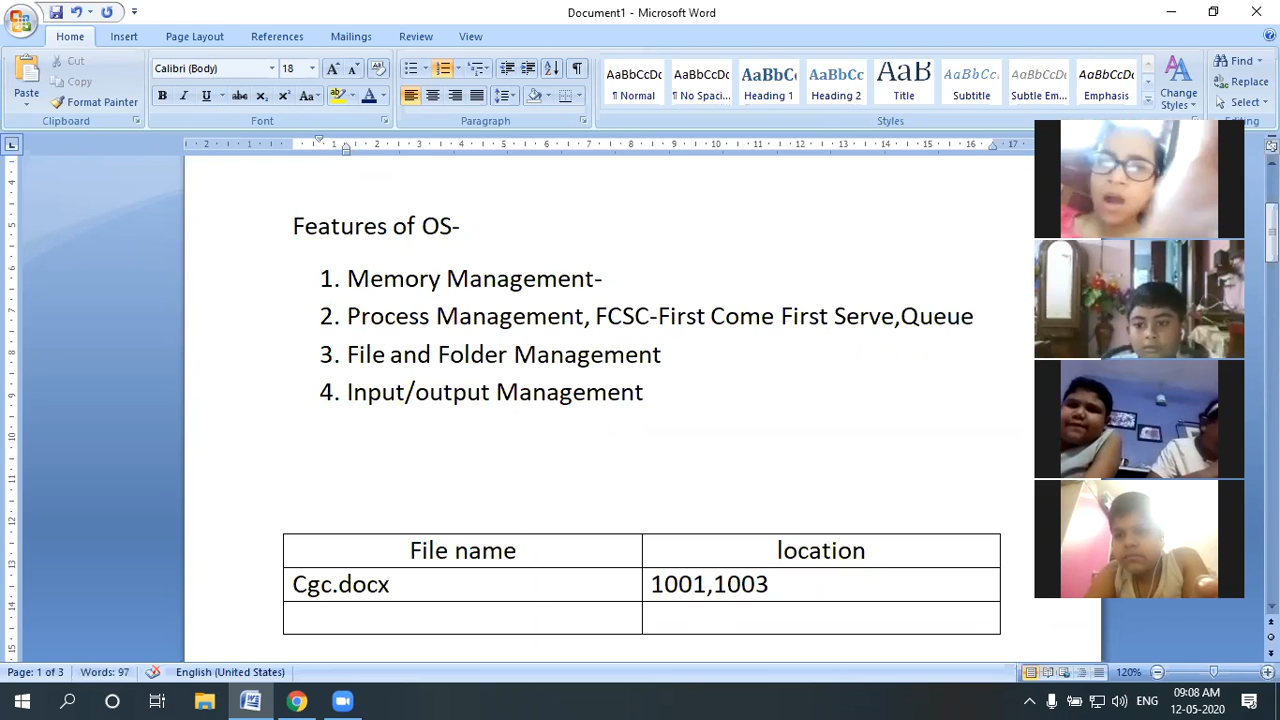 Document1 - Microsoft Word
Home Insert Page Layout References Mailings Review View
Paste
Cut
Copy
Format Painter
Clipboard
Calibri (Body) 18
Font
Paragraph
AaBbCcDc AaBbCcDc AaBbCc AaBbCc AaB AaBbCc AaBbCcDc AaBbCcDc
¶ Normal ¶ No Spaci... Heading 1 Heading 2 Title Subtitle Subtle Em... Emphasis
Styles
Change Styles
Find
Replace
Select
Editing
Features of OS-
1. Memory Management-
2. Process Management, FCSC-First Come First Serve,Queue
3. File and Folder Management
4. Input/output Management
File name location
Cgc.docx 1001,1003
Page: 1 of 3 Words: 97 English (United States) 120%
ENG 09:08 AM
12-05-2020